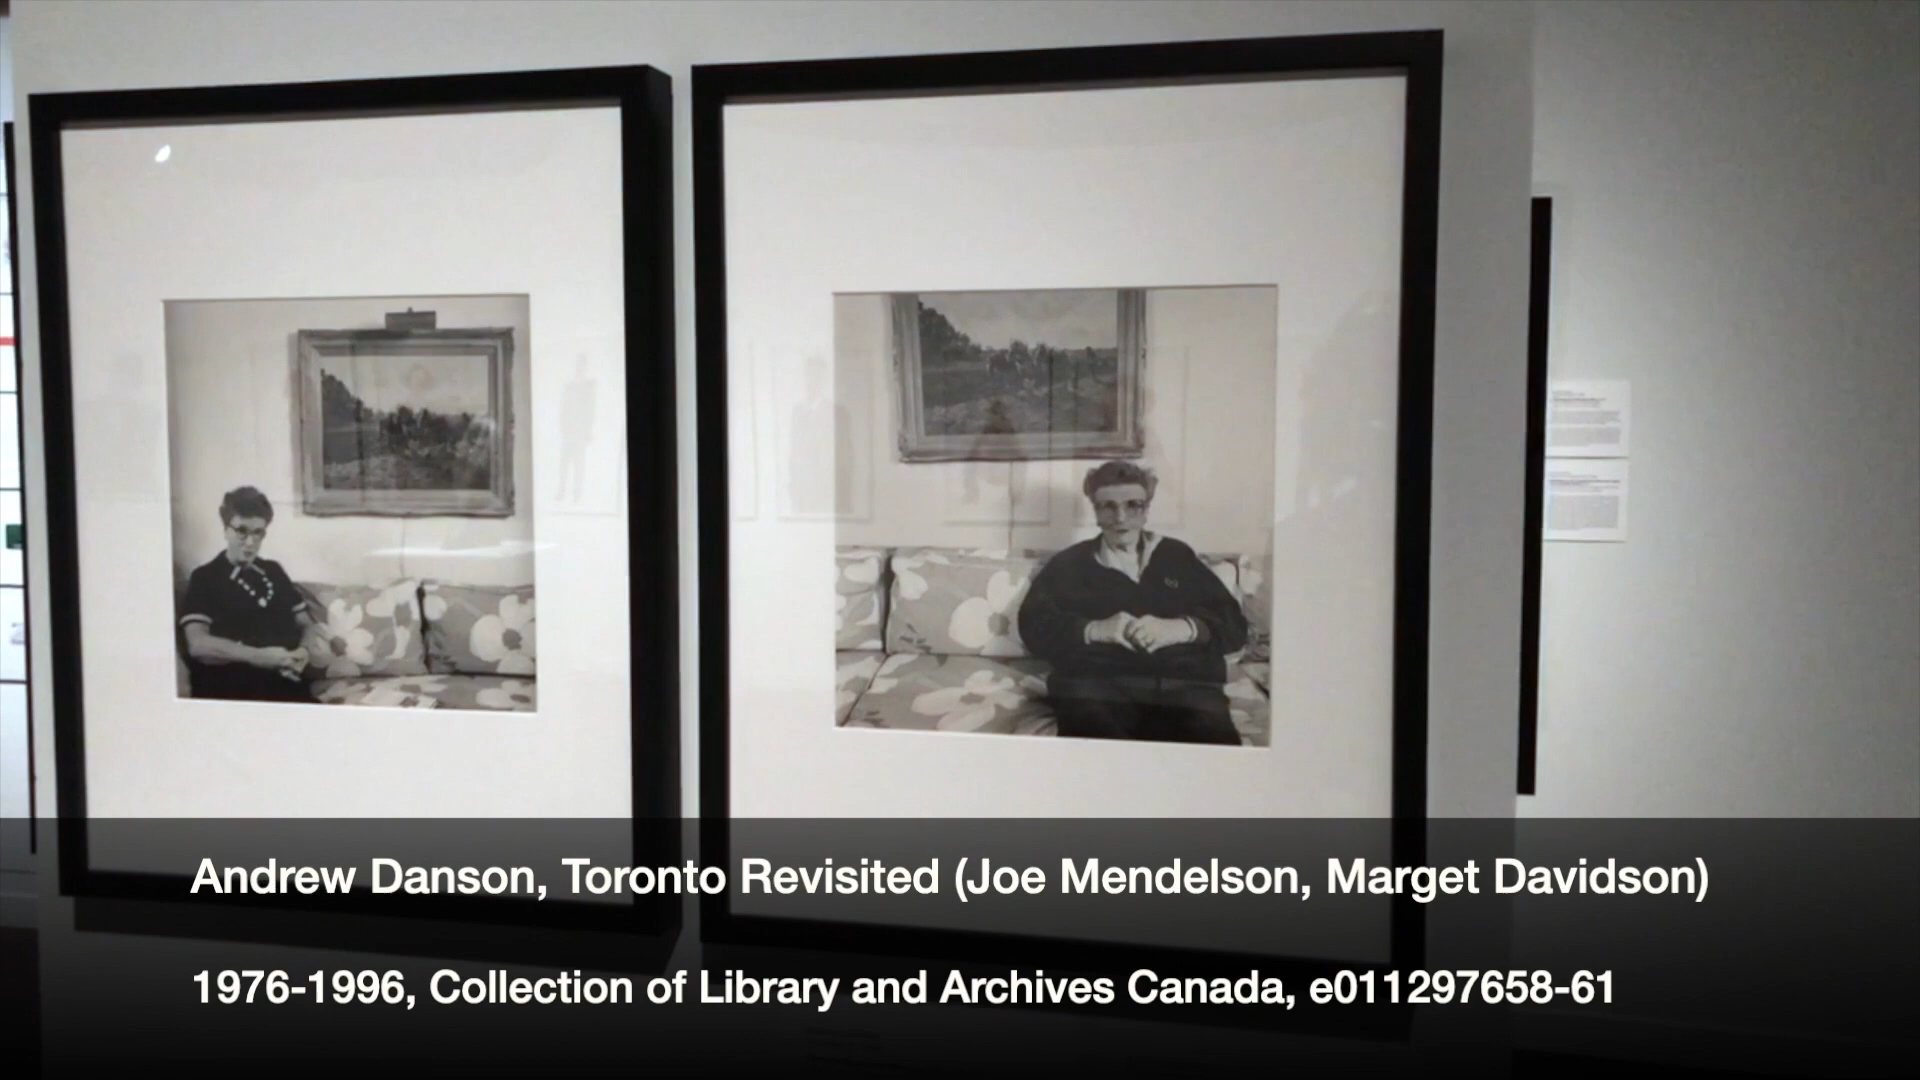 Andrew Danson, Toronto Revisited (Joe Mendelson, Marget Davidson)
1976-1996, Collection of Library and Archives Canada, e011297658-61